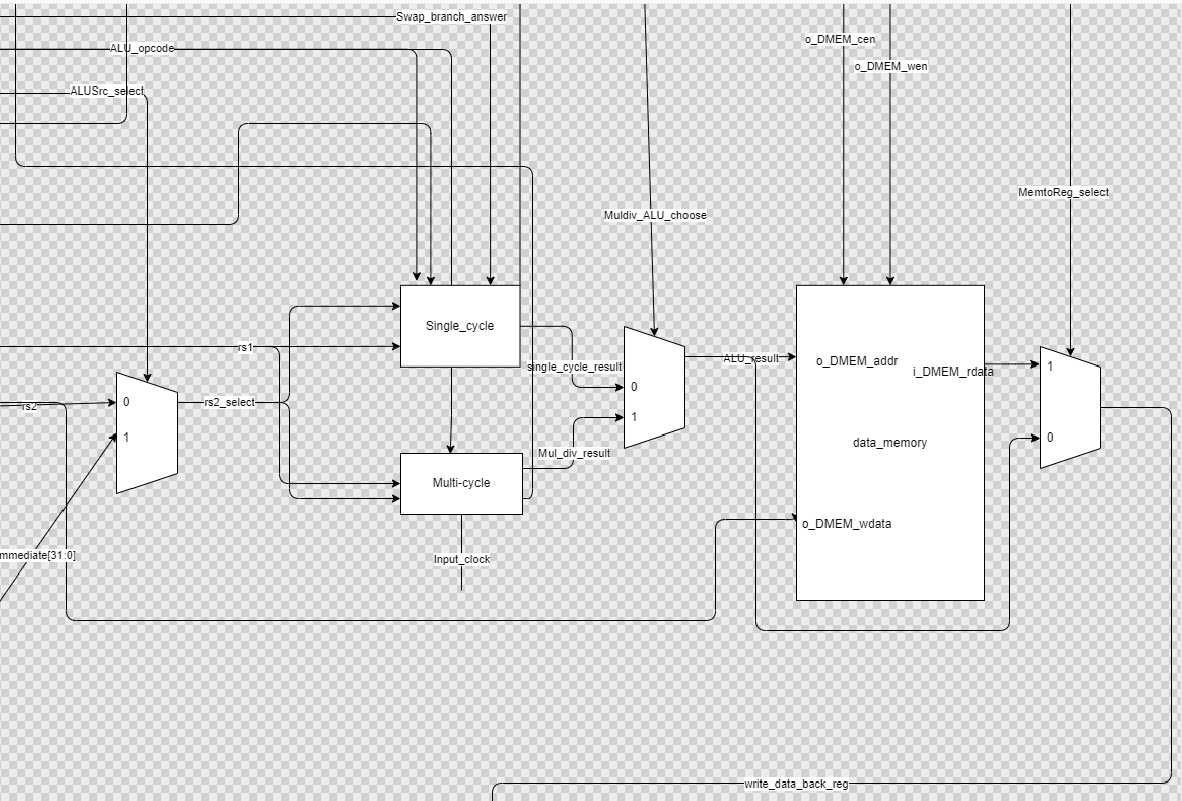 Swap_branch_answer
ALU_opcode
ALUSrc_select
o_DMEM_cen
o_DMEM_wen
MemtoReg_select
Muldiv_ALU_choose
Single_cycle
rs1
single_cycle_result
ALU_result
o_DMEM_addr
i_DMEM_rdata
1
0
rs2
0
1
rs2_select
0
1
data_memory
Mul_div_result
Multi-cycle
o_DMEM_wdata
mmediate[31:0]
Input_clock
write_data_back_reg